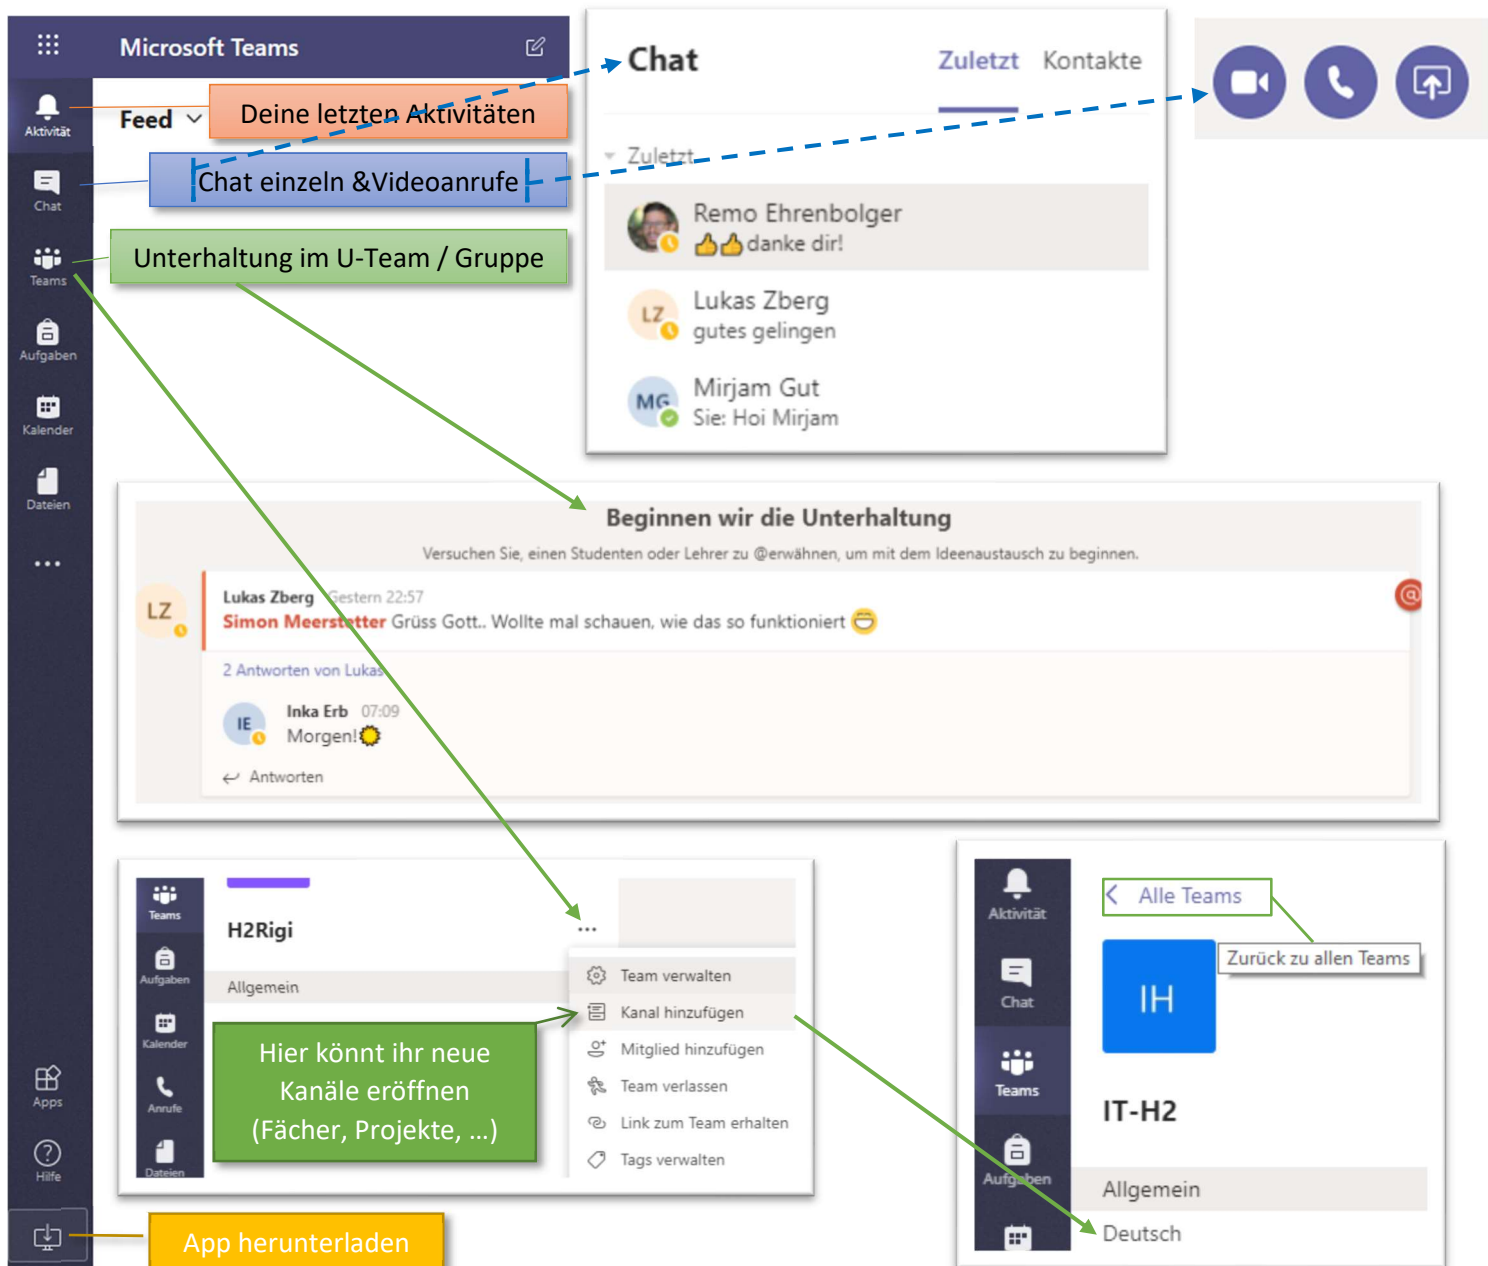 Microsoft Teams
Aktivität
Chat
Teams
Aufgaben
Kalender
Dateien
Apps
Hilfe
Feed
Deine letzten Aktivitäten
Chat einzeln &Videoanrufe
Unterhaltung im U-Team / Gruppe
App herunterladen
Chat
Zuletzt Kontakte
Zuletzt
Remo Ehrenbolger
👍👍danke dir!
LZ
Lukas Zberg
gutes gelingen
MG
Mirjam Gut
Sie: Hoi Mirjam
Beginnen wir die Unterhaltung
Versuchen Sie, einen Studenten oder Lehrer zu @erwähnen, um mit dem Ideenaustausch zu beginnen.
LZ
Lukas Zberg Gestern 22:57
@
Simon Meerstetter Grüss Gott.. Wollte mal schauen, wie das so funktioniert 😁
2 Antworten von Lukas
IE
Inka Erb 07:09
Morgen!
Antworten
Teams
Aufgaben
Kalender
Anrufe
Dateien
H2Rigi
...
Allgemein
Hier könnt ihr neue
Kanäle eröffnen
(Fächer, Projekte, …)
Team verwalten
Kanal hinzufügen
Mitglied hinzufügen
Team verlassen
Link zum Team erhalten
Tags verwalten
Aktivität
Chat
Teams
Aufgaben
Alle Teams
Zurück zu allen Teams
IH
IT-H2
Allgemein
Deutsch